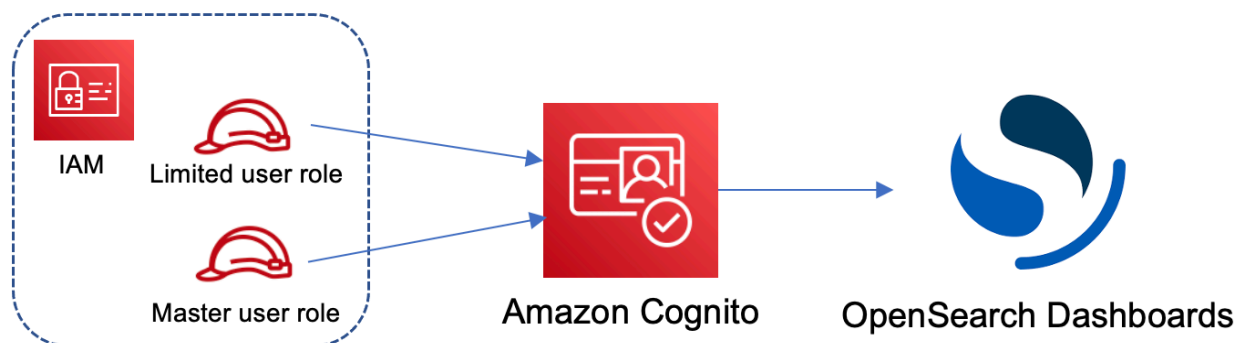 IAM
Limited user role
Master user role
Amazon Cognito
OpenSearch Dashboards